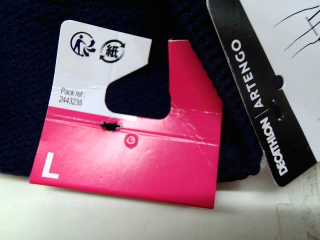 紙
Pack ref :
2443235
L
DECATHLON | ARTENGO